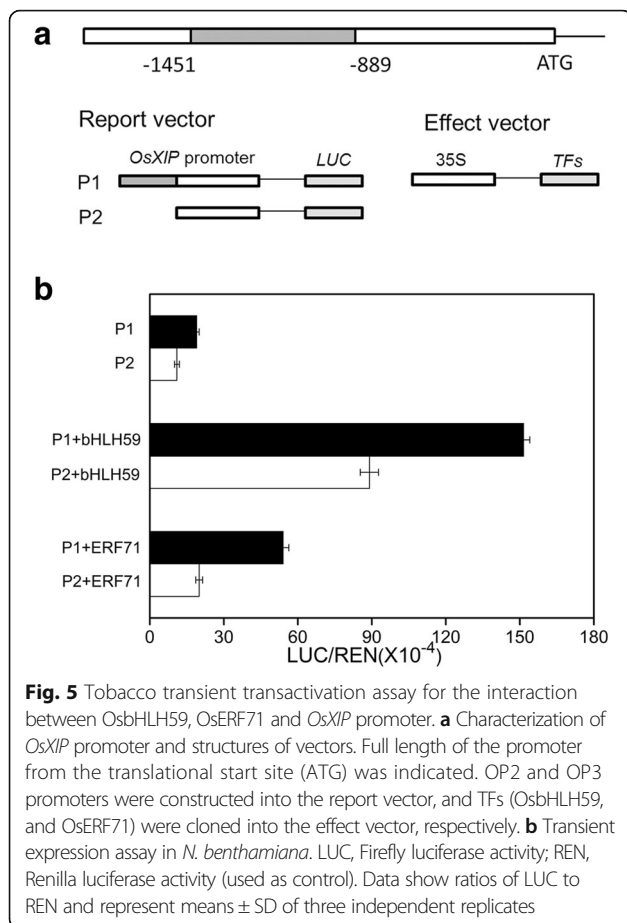 a
-1451 -889 ATG
Report vector Effect vector
OsXIP promoter LUC 35S TFs
P1
P2
b
P1
P2
P1+bHLH59
P2+bHLH59
P1+ERF71
P2+ERF71
0 30 60 90 120 150 180
LUC/REN(X10⁻⁴)
Fig. 5 Tobacco transient transactivation assay for the interaction
between OsbHLH59, OsERF71 and OsXIP promoter. a Characterization of
OsXIP promoter and structures of vectors. Full length of the promoter
from the translational start site (ATG) was indicated. OP2 and OP3
promoters were constructed into the report vector, and TFs (OsbHLH59,
and OsERF71) were cloned into the effect vector, respectively. b Transient
expression assay in N. benthamiana. LUC, Firefly luciferase activity; REN,
Renilla luciferase activity (used as control). Data show ratios of LUC to
REN and represent means ± SD of three independent replicates